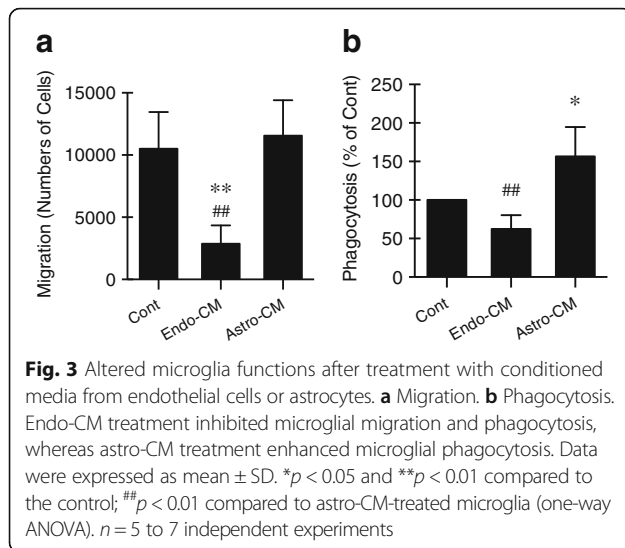 a
b
15000
10000
5000
0
Migration (Numbers of Cells)
**
##
Cont
Endo-CM
Astro-CM
250
200
150
100
50
0
Phagocytosis (% of Cont)
##
*
Cont
Endo-CM
Astro-CM
Fig. 3 Altered microglia functions after treatment with conditioned
media from endothelial cells or astrocytes. a Migration. b Phagocytosis.
Endo-CM treatment inhibited microglial migration and phagocytosis,
whereas astro-CM treatment enhanced microglial phagocytosis. Data
were expressed as mean ± SD. *p < 0.05 and **p < 0.01 compared to
the control; ##p < 0.01 compared to astro-CM-treated microglia (one-way
ANOVA). n = 5 to 7 independent experiments